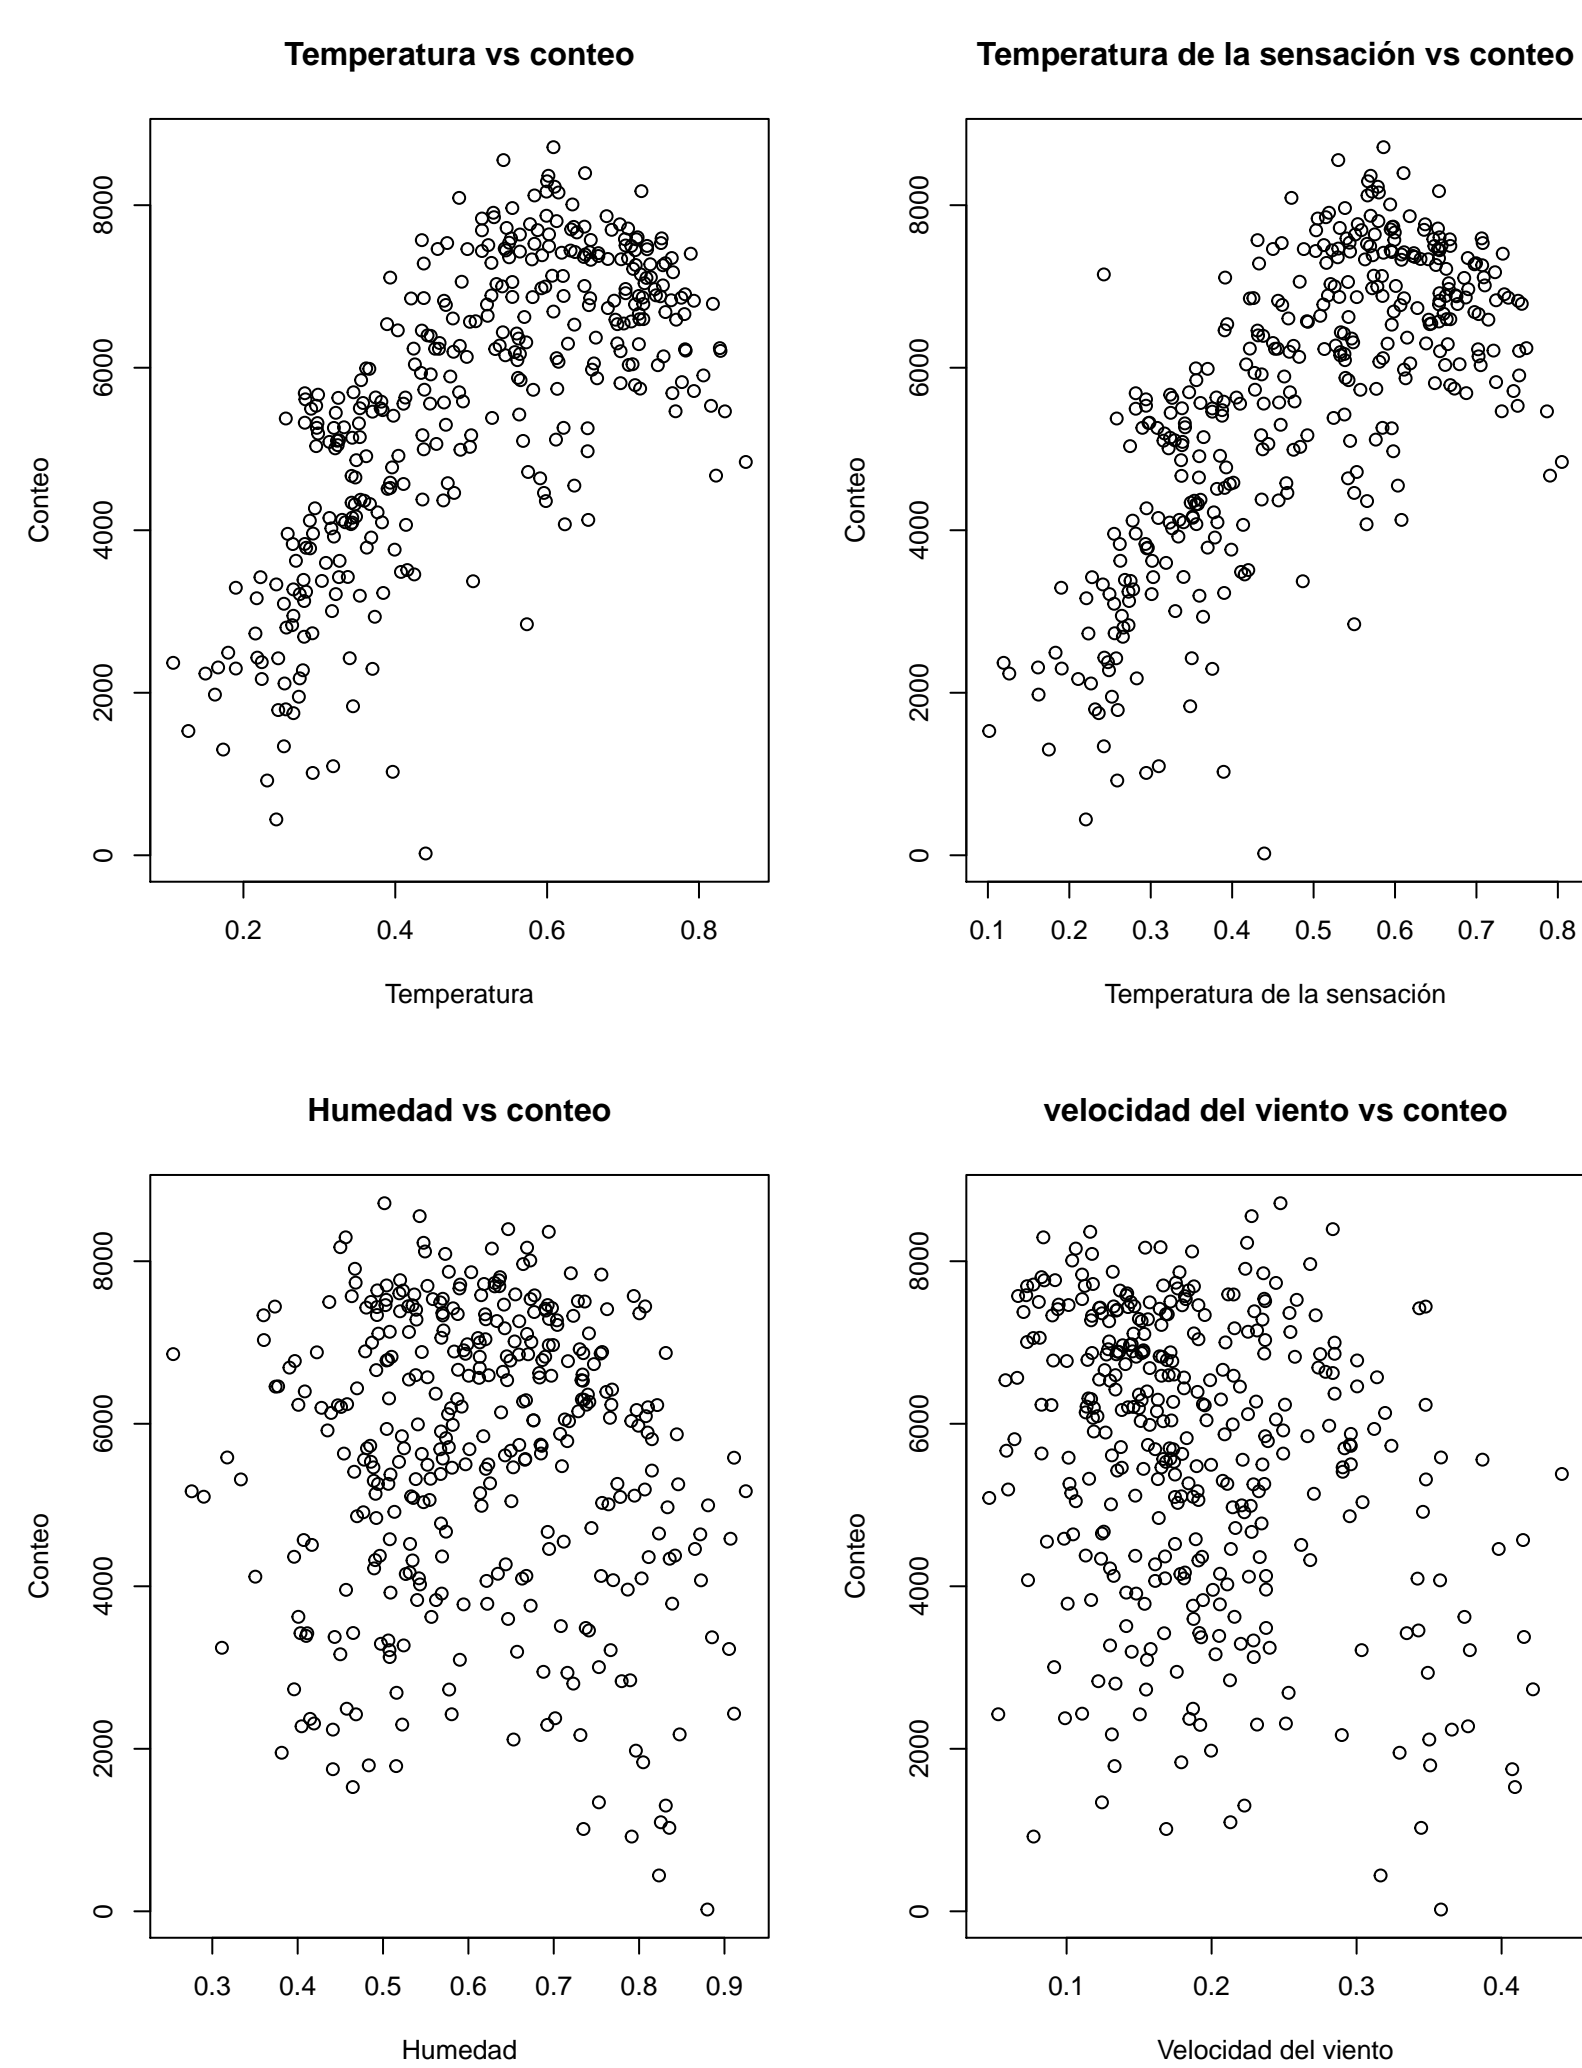 Temperatura vs conteo
Conteo
0 2000 4000 6000 8000
0.2 0.4 0.6 0.8
Temperatura
Temperatura de la sensación vs conteo
Conteo
0 2000 4000 6000 8000
0.1 0.2 0.3 0.4 0.5 0.6 0.7 0.8
Temperatura de la sensación
Humedad vs conteo
Conteo
0 2000 4000 6000 8000
0.3 0.4 0.5 0.6 0.7 0.8 0.9
Humedad
velocidad del viento vs conteo
Conteo
0 2000 4000 6000 8000
0.1 0.2 0.3 0.4
Velocidad del viento